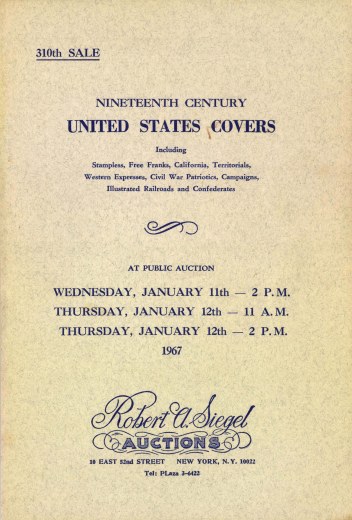 310th SALE
NINETEENTH CENTURY
UNITED STATES COVERS
Including
Stampless, Free Franks, California, Territorials,
Western Expresses, Civil War Patriotics, Campaigns,
Illustrated Railroads and Confederates
AT PUBLIC AUCTION
WEDNESDAY, JANUARY 11th — 2 P.M.
THURSDAY, JANUARY 12th — 11 A.M.
THURSDAY, JANUARY 12th — 2 P.M.
1967
Robert A. Siegel
AUCTIONS
10 EAST 52nd STREET NEW YORK, N.Y. 10022
Tel: PLaza 3-6422